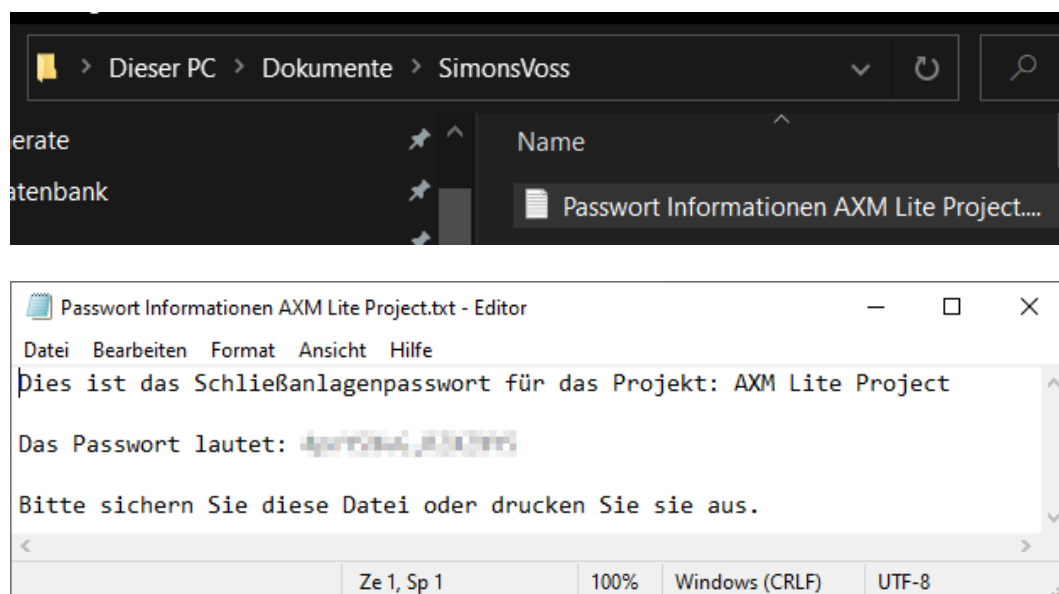 Dieser PC > Dokumente > SimonsVoss
erate
Name
atenbank
Passwort Informationen AXM Lite Project....
Passwort Informationen AXM Lite Project.txt - Editor
Datei Bearbeiten Format Ansicht Hilfe
Dies ist das Schließanlagenpasswort für das Projekt: AXM Lite Project
Das Passwort lautet:
Bitte sichern Sie diese Datei oder drucken Sie sie aus.
Ze 1, Sp 1 100% Windows (CRLF) UTF-8